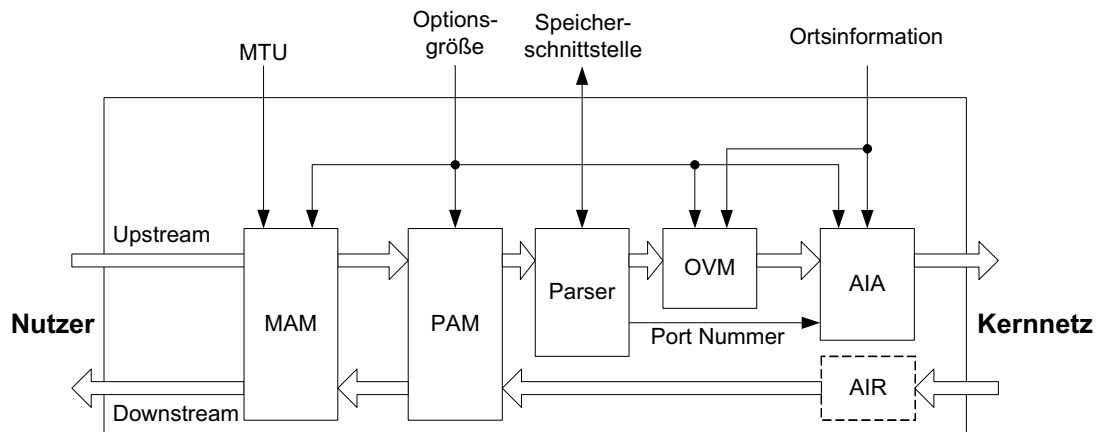 Options-
größe
Speicher-
schnittstelle
MTU
Ortsinformation
Upstream
Nutzer
MAM
PAM
Parser
OVM
AIA
Port Nummer
Kernnetz
AIR
Downstream